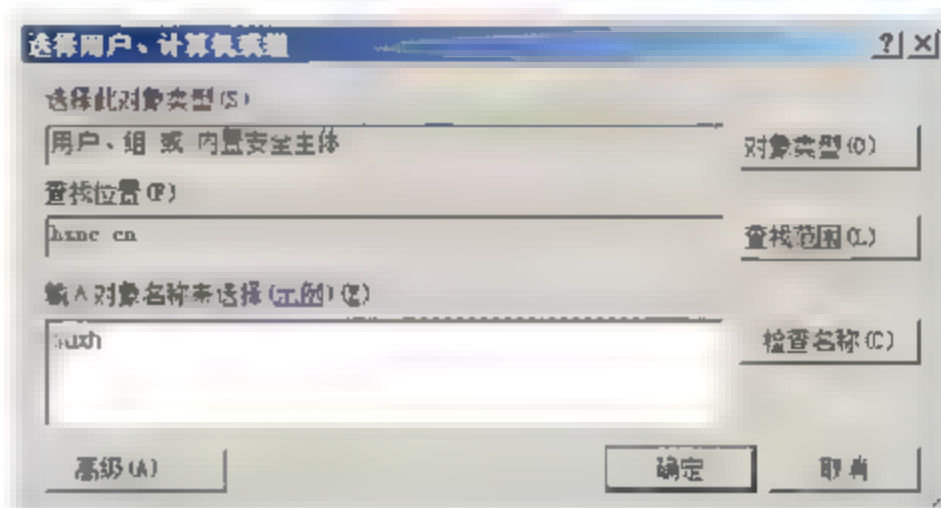 选择用户、计算机或组
选择此对象类型(S)
用户、组 或 内置安全主体
对象类型(O)
查找位置(F)
查找范围(L)
输入对象名称来选择(示例)(E)
检查名称(C)
高级(A)
确定
取消